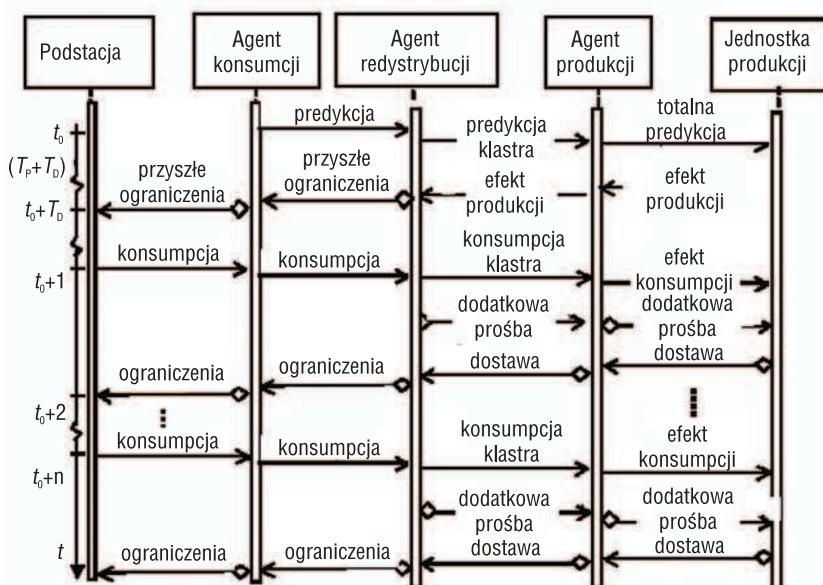 Podstacja
Agent
konsumcji
Agent
redystrybucji
Agent
produkcji
Jednostka
produkcji
t₀
predykcja
predykcja
klastra
totalna
predykcja
(Tₚ+T_D)
przyszłe
ograniczenia
przyszłe
ograniczenia
efekt
produkcji
efekt
produkcji
t₀+T_D
konsumpcja
konsumpcja
konsumpcja
klastra
efekt
konsumpcji
t₀+1
dodatkowa
prośba
dodatkowa
prośba
ograniczenia
ograniczenia
dostawa
dostawa
t₀+2
konsumpcja
konsumpcja
konsumpcja
klastra
efekt
konsumpcji
t₀+n
dodatkowa
prośba
dodatkowa
prośba
t
ograniczenia
ograniczenia
dostawa
dostawa